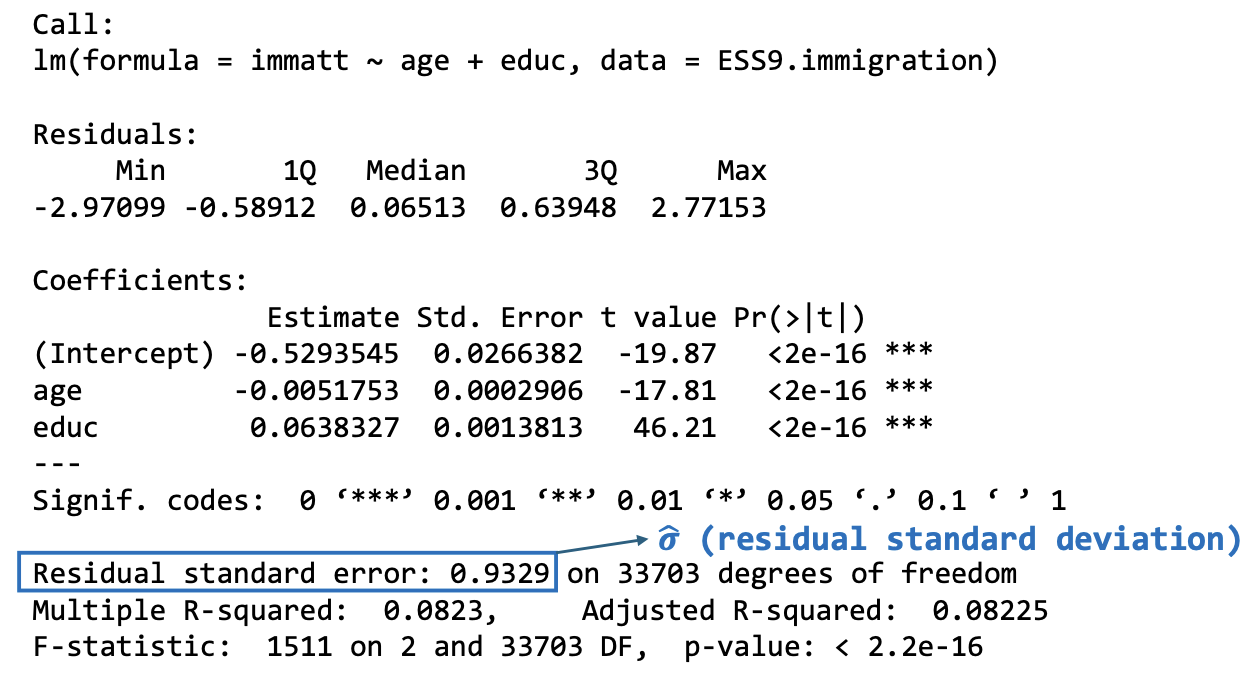 Call:
lm(formula = immatt ~ age + educ, data = ESS9.immigration)
Residuals:
Min 1Q Median 3Q Max
-2.97099 -0.58912 0.06513 0.63948 2.77153
Coefficients:
Estimate Std. Error t value Pr(>|t|)
(Intercept) -0.5293545 0.0266382 -19.87 <2e-16 ***
age -0.0051753 0.0002906 -17.81 <2e-16 ***
educ 0.0638327 0.0013813 46.21 <2e-16 ***
---
Signif. codes: 0 ‘***’ 0.001 ‘**’ 0.01 ‘*’ 0.05 ‘.’ 0.1 ‘ ’ 1
σ̂ (residual standard deviation)
Residual standard error: 0.9329 on 33703 degrees of freedom
Multiple R-squared: 0.0823, Adjusted R-squared: 0.08225
F-statistic: 1511 on 2 and 33703 DF, p-value: < 2.2e-16